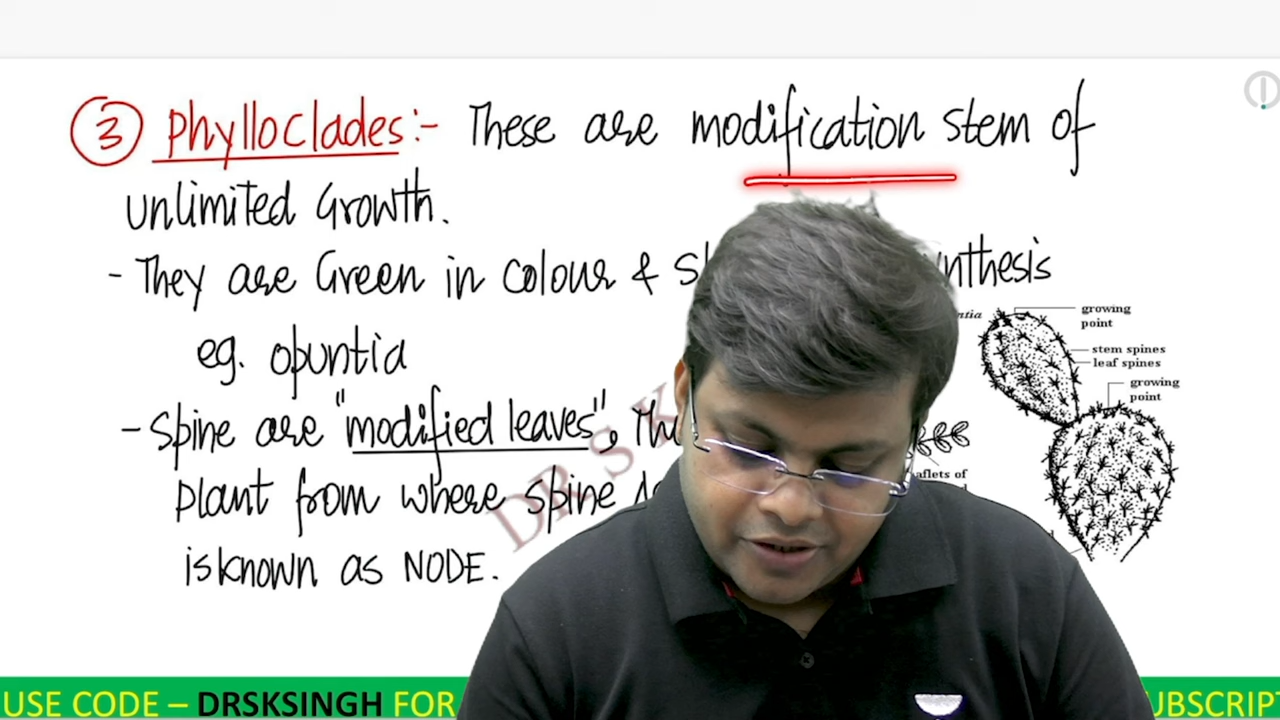 ③ Phylloclades:- These are modification stem of
unlimited Growth.
- They are Green in colour &
eg. opuntia
- Spine are "modified leaves",
plant from where spine
is known as NODE.
growing
point
stem spines
leaf spines
growing
point
DR. S K
USE CODE – DRSKSINGH FOR